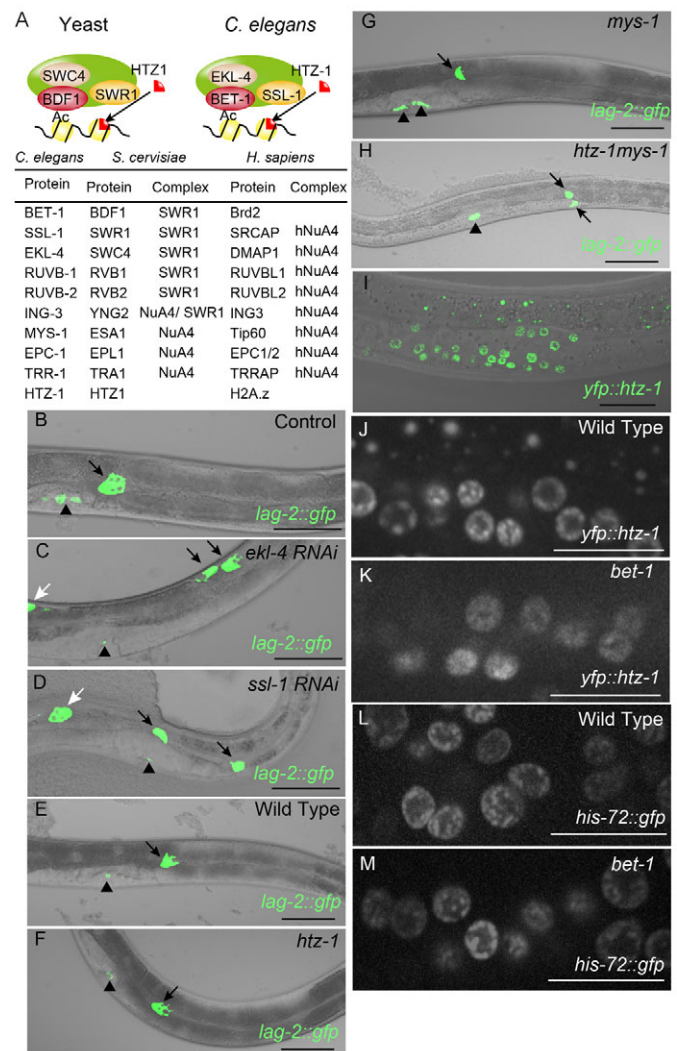 A
Yeast
C. elegans
SWC4
HTZ1
BDF1
SWR1
Ac
EKL-4
HTZ-1
BET-1
SSL-1
Ac
C. elegans S. cervisiae H. sapiens
Protein Protein Complex Protein Complex
BET-1 BDF1 SWR1 Brd2
SSL-1 SWR1 SWR1 SRCAP hNuA4
EKL-4 SWC4 SWR1 DMAP1 hNuA4
RUVB-1 RVB1 SWR1 RUVBL1 hNuA4
RUVB-2 RVB2 SWR1 RUVBL2 hNuA4
ING-3 YNG2 NuA4/ SWR1 ING3 hNuA4
MYS-1 ESA1 NuA4 Tip60 hNuA4
EPC-1 EPL1 NuA4 EPC1/2 hNuA4
TRR-1 TRA1 NuA4 TRRAP hNuA4
HTZ-1 HTZ1 H2A.z
B Control
lag-2::gfp
C ekl-4 RNAi
lag-2::gfp
D ssl-1 RNAi
lag-2::gfp
E Wild Type
lag-2::gfp
F htz-1
lag-2::gfp
G mys-1
lag-2::gfp
H htz-1mys-1
lag-2::gfp
I
yfp::htz-1
J Wild Type
yfp::htz-1
K bet-1
yfp::htz-1
L Wild Type
his-72::gfp
M bet-1
his-72::gfp